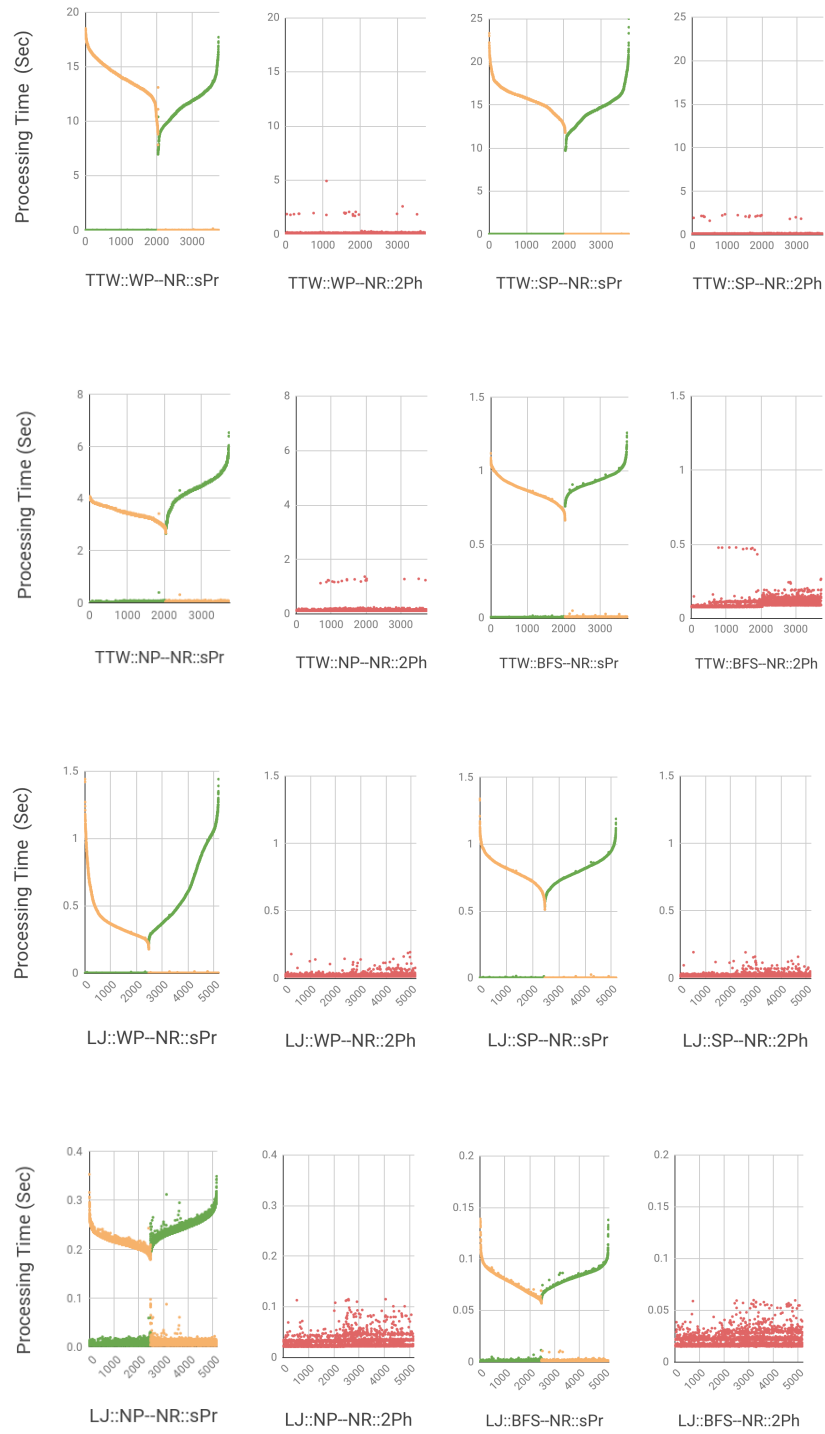 Processing Time (Sec)
20
15
10
5
0
0 1000 2000 3000
TTW::WP--NR::sPr
20
15
10
5
0
0 1000 2000 3000
TTW::WP--NR::2Ph
25
20
15
10
5
0
0 1000 2000 3000
TTW::SP--NR::sPr
25
20
15
10
5
0
0 1000 2000 3000
TTW::SP--NR::2Ph
Processing Time (Sec)
8
6
4
2
0
0 1000 2000 3000
TTW::NP--NR::sPr
8
6
4
2
0
0 1000 2000 3000
TTW::NP--NR::2Ph
1.5
1
0.5
0
0 1000 2000 3000
TTW::BFS--NR::sPr
1.5
1
0.5
0
0 1000 2000 3000
TTW::BFS--NR::2Ph
Processing Time (Sec)
1.5
1
0.5
0
0 1000 2000 3000 4000 5000
LJ::WP--NR::sPr
1.5
1
0.5
0
0 1000 2000 3000 4000 5000
LJ::WP--NR::2Ph
1.5
1
0.5
0
0 1000 2000 3000 4000 5000
LJ::SP--NR::sPr
1.5
1
0.5
0
0 1000 2000 3000 4000 5000
LJ::SP--NR::2Ph
Processing Time (Sec)
0.4
0.3
0.2
0.1
0.0
0 1000 2000 3000 4000 5000
LJ::NP--NR::sPr
0.4
0.3
0.2
0.1
0
0 1000 2000 3000 4000 5000
LJ::NP--NR::2Ph
0.2
0.15
0.1
0.05
0
0 1000 2000 3000 4000 5000
LJ::BFS--NR::sPr
0.2
0.15
0.1
0.05
0
0 1000 2000 3000 4000 5000
LJ::BFS--NR::2Ph